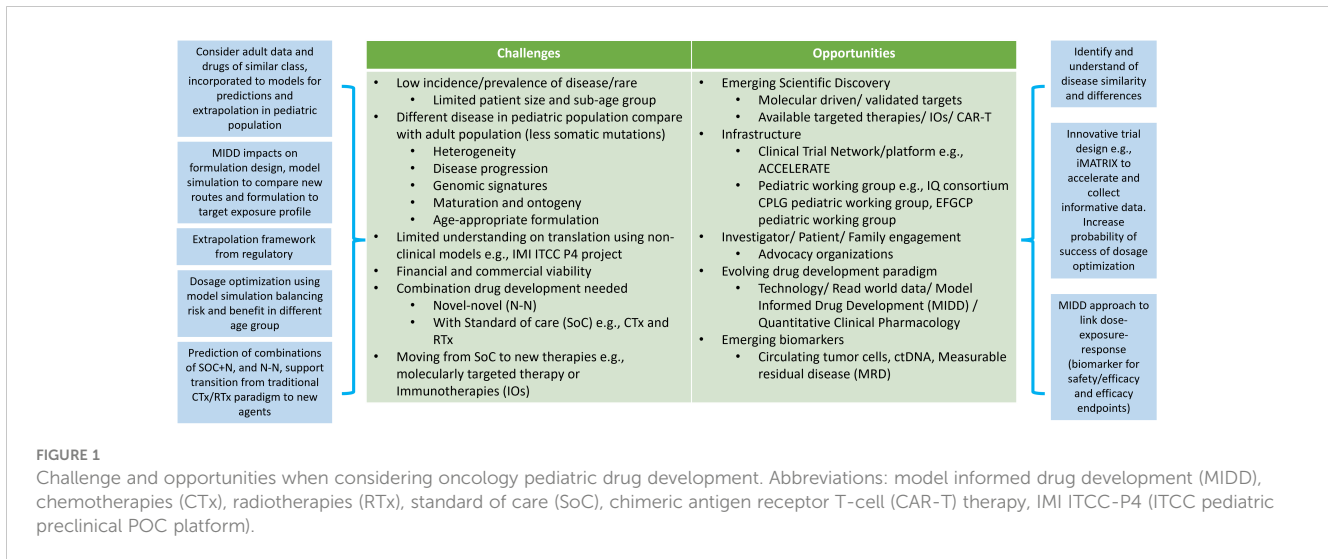 Consider adult data and
drugs of similar class,
incorporated to models for
predictions and
extrapolation in pediatric
population
MIDD impacts on
formulation design, model
simulation to compare new
routes and formulation to
target exposure profile
Extrapolation framework
from regulatory
Dosage optimization using
model simulation balancing
risk and benefit in different
age group
Prediction of combinations
of SOC+N, and N-N, support
transition from traditional
CTx/RTx paradigm to new
agents
Challenges
• Low incidence/prevalence of disease/rare
• Limited patient size and sub-age group
• Different disease in pediatric population compare
with adult population (less somatic mutations)
• Heterogeneity
• Disease progression
• Genomic signatures
• Maturation and ontogeny
• Age-appropriate formulation
• Limited understanding on translation using non-
clinical models e.g., IMI ITCC P4 project
• Financial and commercial viability
• Combination drug development needed
• Novel-novel (N-N)
• With Standard of care (SoC) e.g., CTx and
RTx
• Moving from SoC to new therapies e.g.,
molecularly targeted therapy or
Immunotherapies (IOs)
Opportunities
• Emerging Scientific Discovery
• Molecular driven/ validated targets
• Available targeted therapies/ IOs/ CAR-T
• Infrastructure
• Clinical Trial Network/platform e.g.,
ACCELERATE
• Pediatric working group e.g., IQ consortium
CPLG pediatric working group, EFGCP
pediatric working group
• Investigator/ Patient/ Family engagement
• Advocacy organizations
• Evolving drug development paradigm
• Technology/ Read world data/ Model
Informed Drug Development (MIDD) /
Quantitative Clinical Pharmacology
• Emerging biomarkers
• Circulating tumor cells, ctDNA, Measurable
residual disease (MRD)
Identify and
understand of
disease similarity
and differences
Innovative trial
design e.g.,
iMATRIX to
accelerate and
collect
informative data.
Increase
probability of
success of dosage
optimization
MIDD approach to
link dose-
exposure-
response
(biomarker for
safety/efficacy
and efficacy
endpoints)
FIGURE 1
Challenge and opportunities when considering oncology pediatric drug development. Abbreviations: model informed drug development (MIDD),
chemotherapies (CTx), radiotherapies (RTx), standard of care (SoC), chimeric antigen receptor T-cell (CAR-T) therapy, IMI ITCC-P4 (ITCC pediatric
preclinical POC platform).